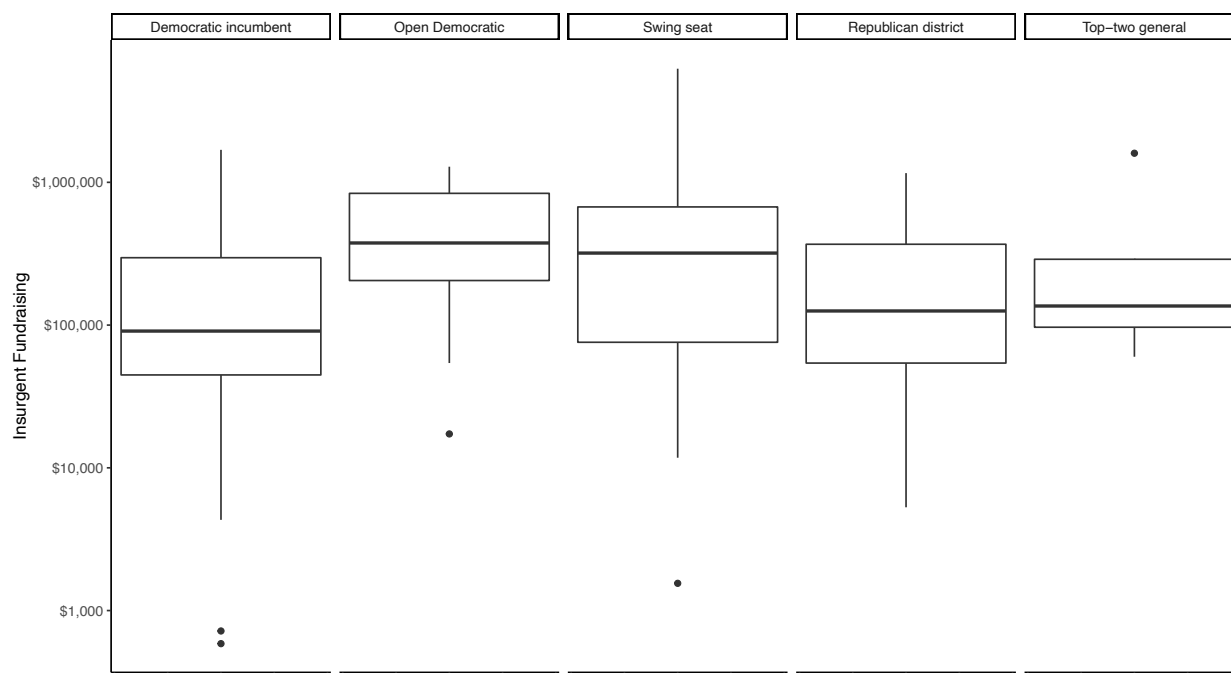 Democratic incumbent
Open Democratic
Swing seat
Republican district
Top−two general
Insurgent Fundraising
$1,000,000
$100,000
$10,000
$1,000